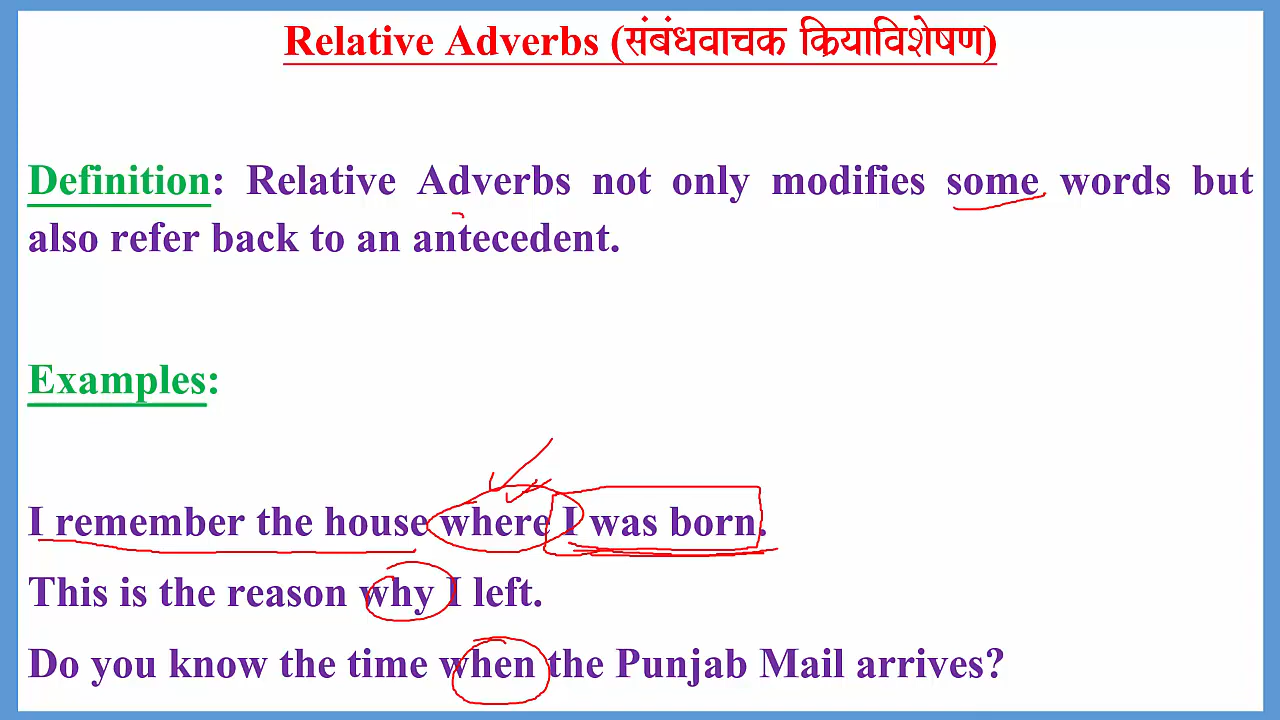 Relative Adverbs (संबंधवाचक क्रियाविशेषण)
Definition: Relative Adverbs not only modifies some words but
also refer back to an antecedent.
Examples:
I remember the house where I was born.
This is the reason why I left.
Do you know the time when the Punjab Mail arrives?